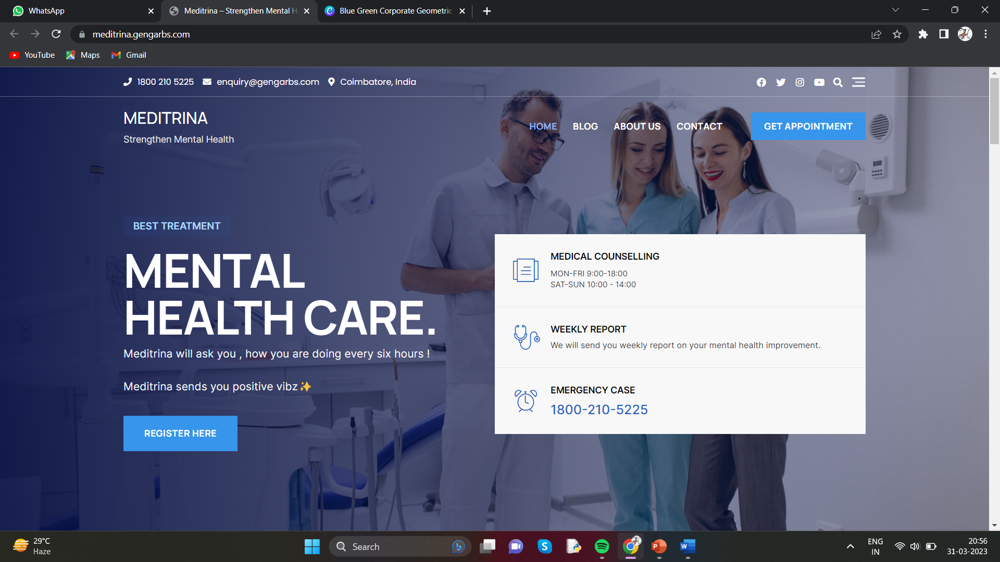 WhatsApp
Meditrina – Strengthen Mental H
Blue Green Corporate Geometric
meditrina.gengarbs.com
YouTube
Maps
Gmail
1800 210 5225
enquiry@gengarbs.com
Coimbatore, India
MEDITRINA
Strengthen Mental Health
HOME
BLOG
ABOUT US
CONTACT
GET APPOINTMENT
BEST TREATMENT
MENTAL
HEALTH CARE.
Meditrina will ask you , how you are doing every six hours !
Meditrina sends you positive vibz✨
REGISTER HERE
MEDICAL COUNSELLING
MON-FRI 9:00-18:00
SAT-SUN 10:00 - 14:00
WEEKLY REPORT
We will send you weekly report on your mental health improvement.
EMERGENCY CASE
1800-210-5225
29°C
Haze
Search
ENG
IN
20:56
31-03-2023